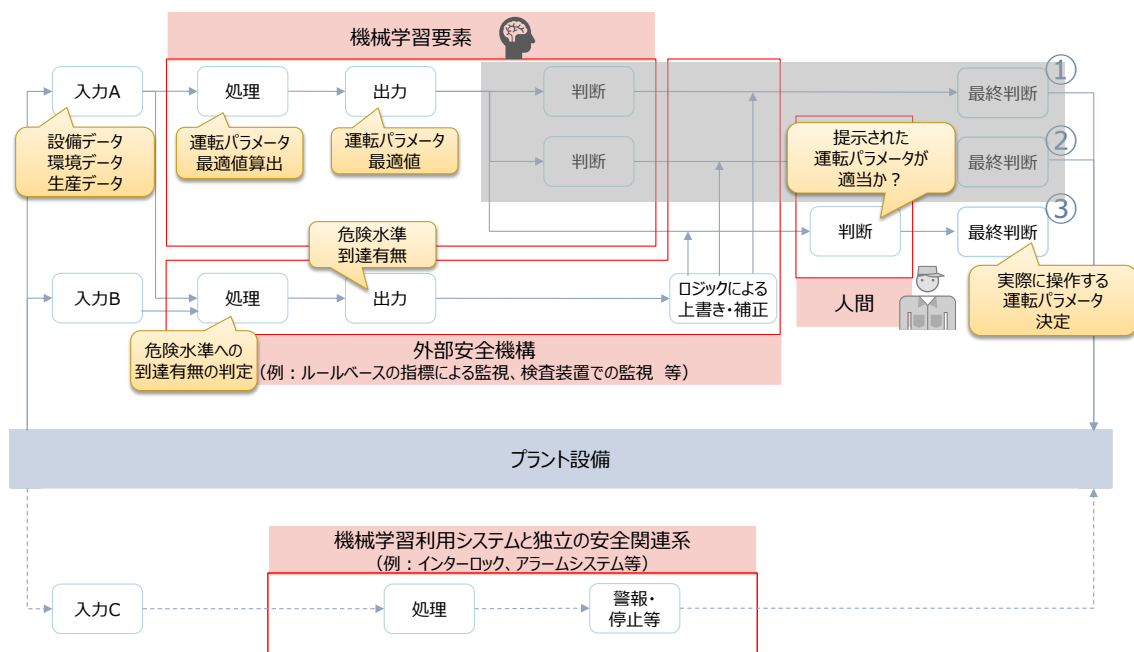 機械学習要素
①
入力A
処理
出力
判断
最終判断
設備データ
環境データ
生産データ
運転パラメータ
最適値算出
運転パラメータ
最適値
提示された
運転パラメータが
適当か？
②
判断
最終判断
③
判断
最終判断
危険水準
到達有無
入力B
処理
出力
ロジックによる
上書き・補正
人間
実際に操作する
運転パラメータ
決定
危険水準への
到達有無の判定
外部安全機構
（例：ルールベースの指標による監視、検査装置での監視 等）
プラント設備
機械学習利用システムと独立の安全関連系
（例：インターロック、アラームシステム等）
入力C
処理
警報・
停止等